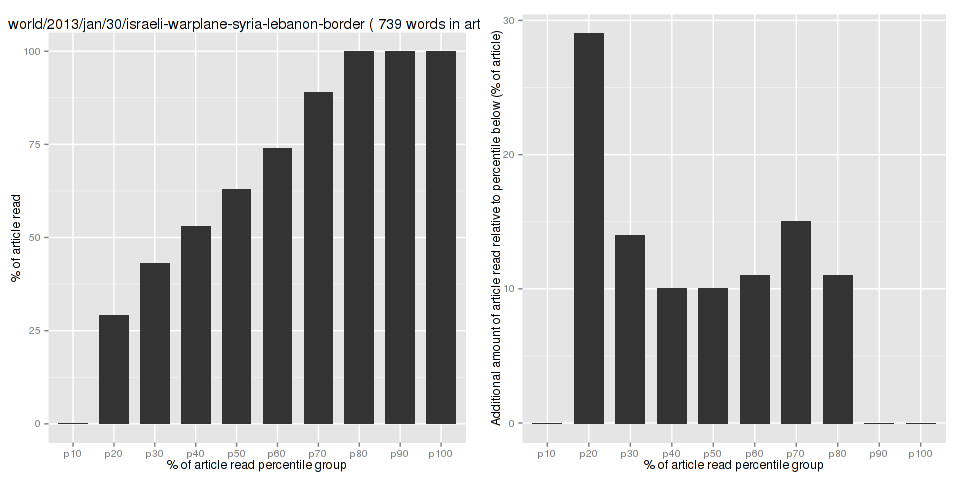 world/2013/jan/30/israeli-warplane-syria-lebanon-border ( 739 words in art
% of article read
100
75
50
25
0
p10 p20 p30 p40 p50 p60 p70 p80 p90 p100
% of article read percentile group
Additional amount of article read relative to percentile below (% of article)
30
20
10
0
p10 p20 p30 p40 p50 p60 p70 p80 p90 p100
% of article read percentile group